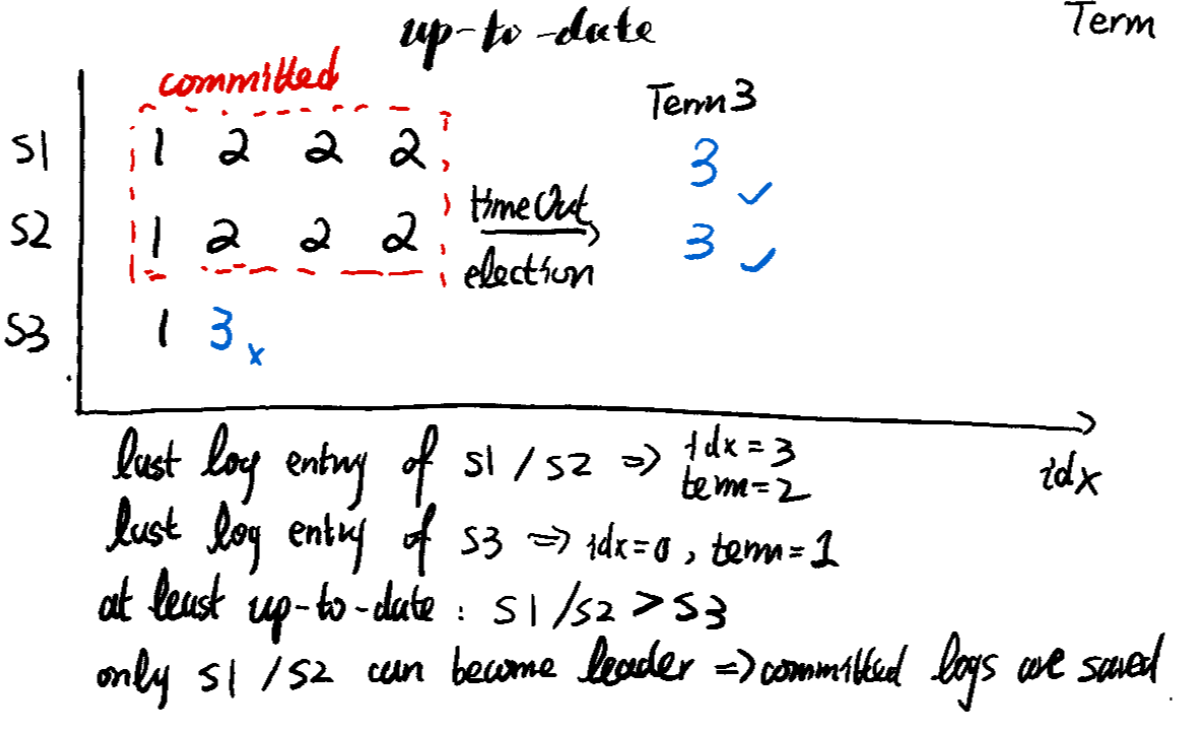 up-to-date
Term
committed
Term3
S1 1 2 2 2 3
S2 1 2 2 2 timeOut 3
election
S3 1 3 x
idx
last log entry of S1 / S2 => idx=3
term=2
last log entry of S3 => idx=0, term=1
at least up-to-date : S1/S2 > S3
only S1 / S2 can become leader => committed logs are saved